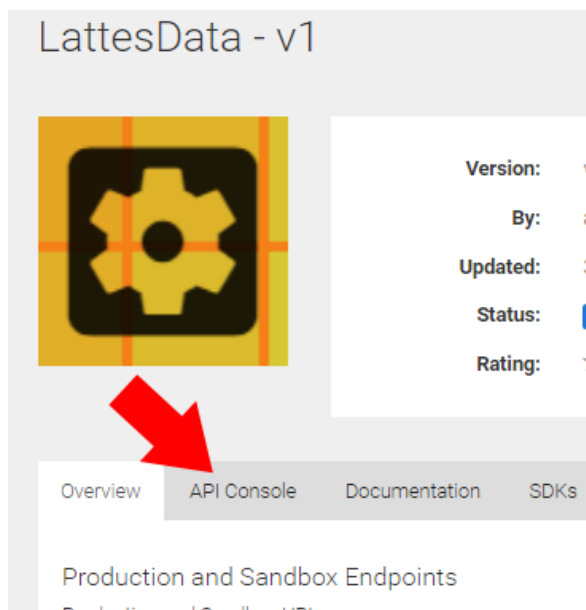 LattesData - v1
Version:
By:
Updated:
Status:
Rating:
Overview API Console Documentation SDKs
Production and Sandbox Endpoints